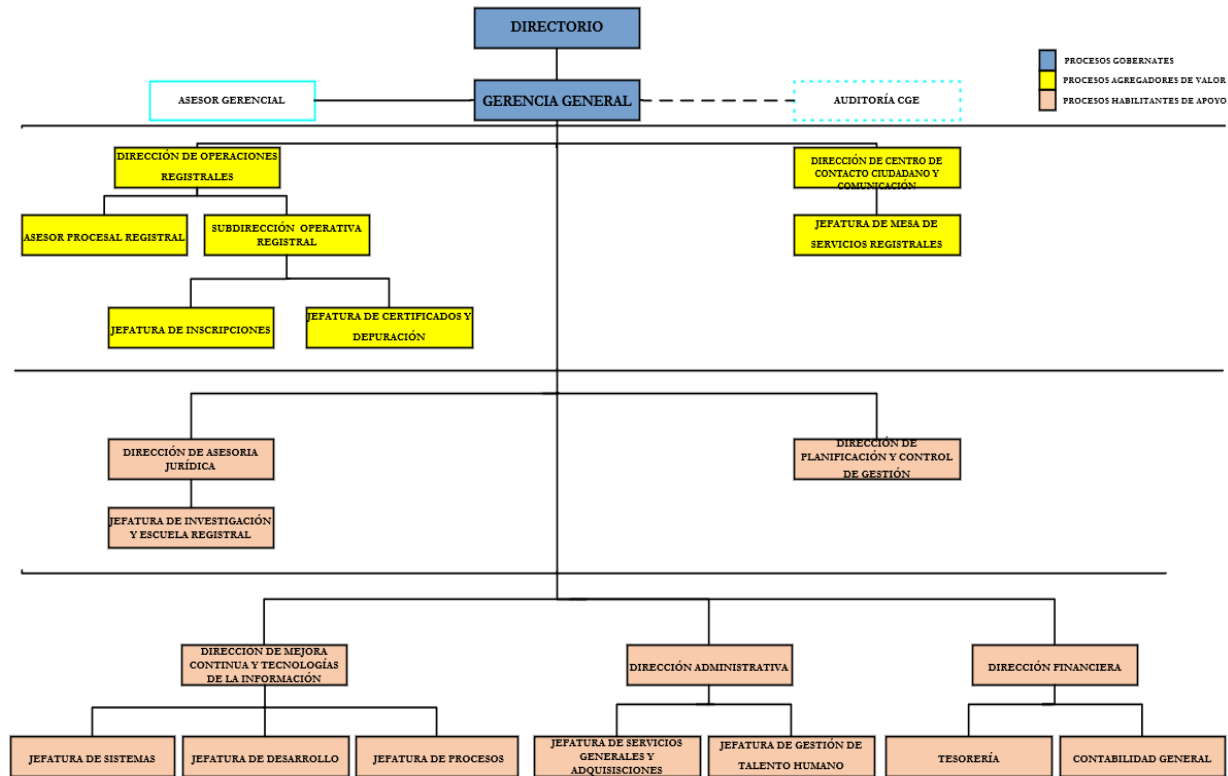 DIRECTORIO
PROCESOS GOBERNATES
PROCESOS AGREGADORES DE VALOR
PROCESOS HABILITANTES DE APOYO
ASESOR GERENCIAL
GERENCIA GENERAL
AUDITORÍA CGE
DIRECCIÓN DE OPERACIONES
REGISTRALES
DIRECCIÓN DE CENTRO DE
CONTACTO CIUDADANO Y
COMUNICACIÓN
ASESOR PROCESAL REGISTRAL
SUBDIRECCIÓN OPERATIVA
REGISTRAL
JEFATURA DE MESA DE
SERVICIOS REGISTRALES
JEFATURA DE INSCRIPCIONES
JEFATURA DE CERTIFICADOS Y
DEPURACIÓN
DIRECCIÓN DE ASESORIA
JURÍDICA
DIRECCIÓN DE
PLANIFICACIÓN Y CONTROL
DE GESTIÓN
JEFATURA DE INVESTIGACIÓN
Y ESCUELA REGISTRAL
DIRECCION DE MEJORA
CONTINUA Y TECNOLOGÍAS
DE LA INFORMACIÓN
DIRECCIÓN ADMINISTRATIVA
DIRECCIÓN FINANCIERA
JEFATURA DE SISTEMAS
JEFATURA DE DESARROLLO
JEFATURA DE PROCESOS
JEFATURA DE SERVICIOS
GENERALES Y
ADQUISISCIONES
JEFATURA DE GESTIÓN DE
TALENTO HUMANO
TESORERÍA
CONTABILIDAD GENERAL